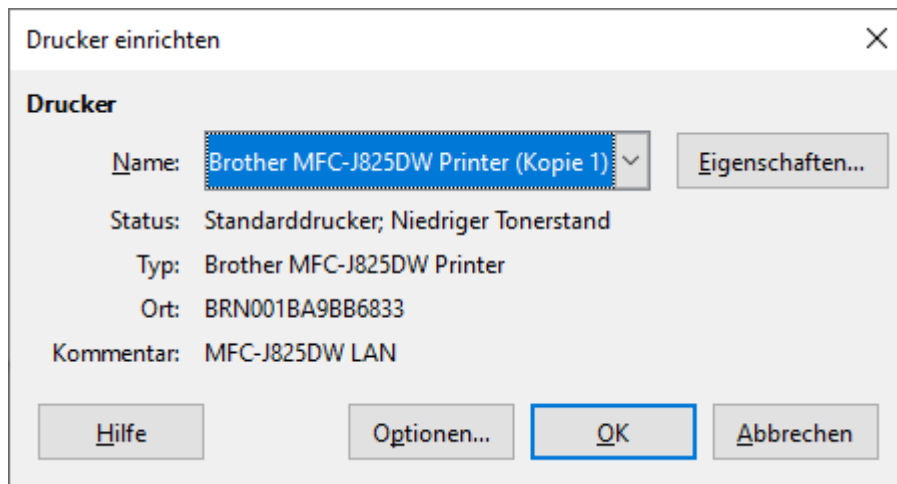 Drucker einrichten
Drucker
Name: Brother MFC-J825DW Printer (Kopie 1) Eigenschaften...
Status: Standarddrucker; Niedriger Tonerstand
Typ: Brother MFC-J825DW Printer
Ort: BRN001BA9BB6833
Kommentar: MFC-J825DW LAN
Hilfe Optionen... OK Abbrechen